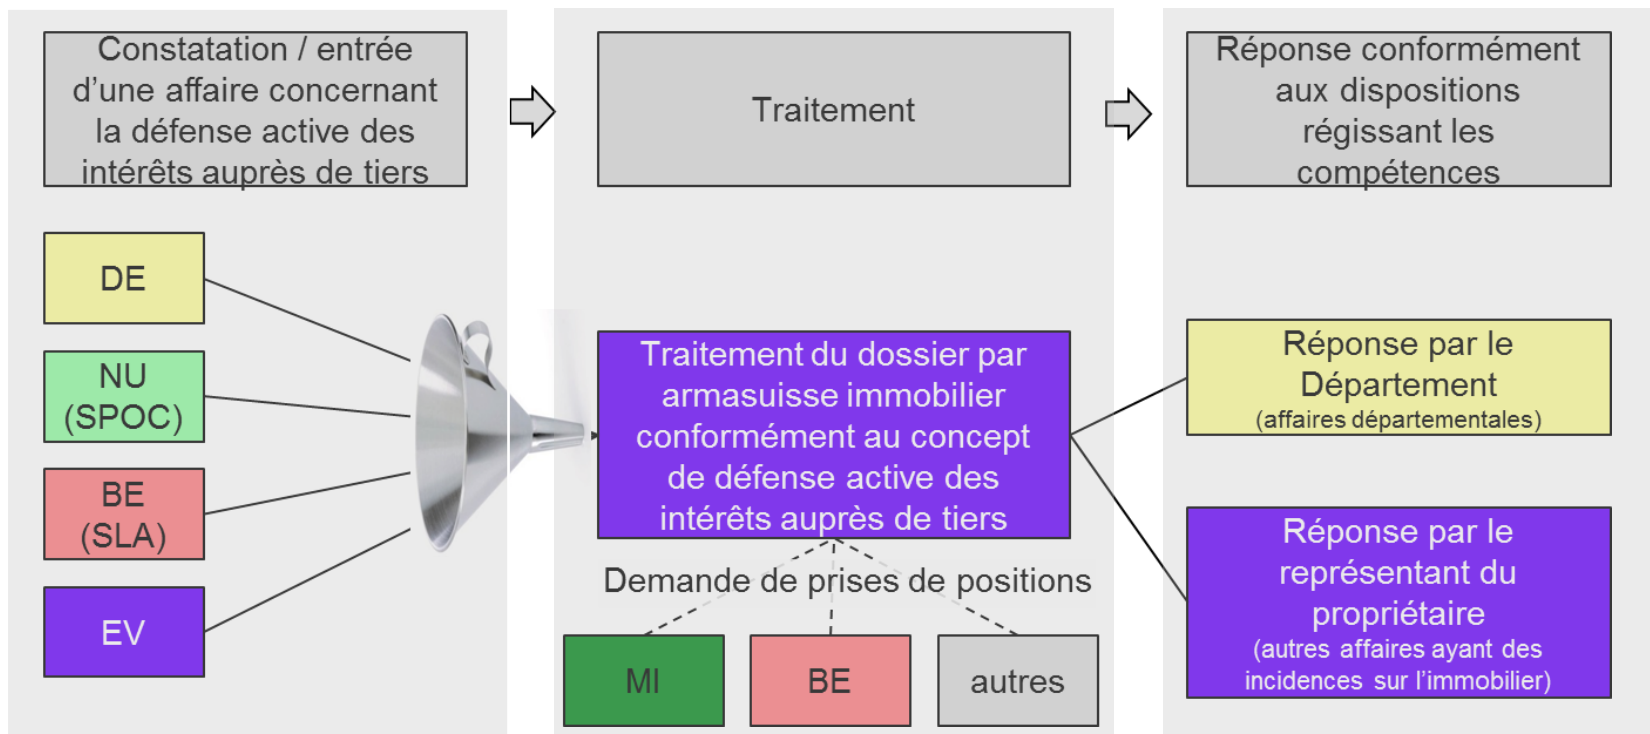 Constatation / entrée
d’une affaire concernant
la défense active des
intérêts auprès de tiers
Traitement
Réponse conformément
aux dispositions
régissant les
compétences
DE
NU
(SPOC)
BE
(SLA)
EV
Traitement du dossier par
armasuisse immobilier
conformément au concept
de défense active des
intérêts auprès de tiers
Demande de prises de positions
MI
BE
autres
Réponse par le
Département
(affaires départementales)
Réponse par le
représentant du
propriétaire
(autres affaires ayant des
incidences sur l’immobilier)